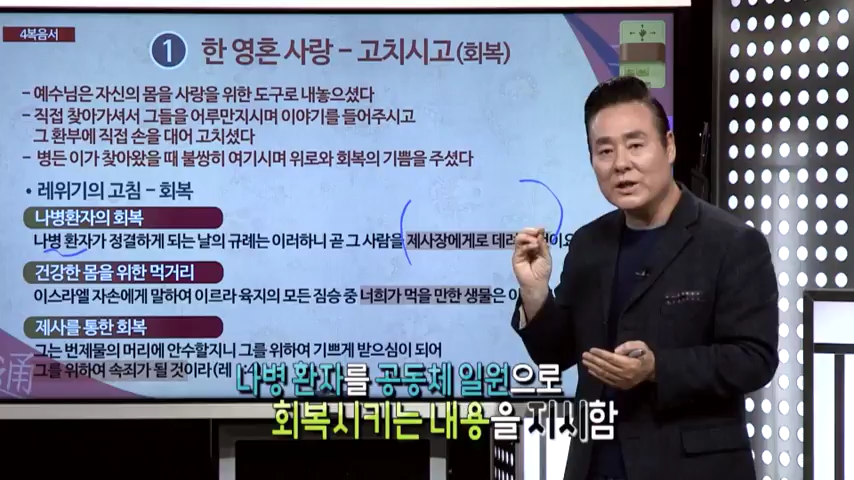 4복음서
1 한 영혼 사랑 – 고치시고(회복)
- 예수님은 자신의 몸을 사랑을 위한 도구로 내놓으셨다
- 직접 찾아가셔서 그들을 어루만지시며 이야기를 들어주시고
그 환부에 직접 손을 대어 고치셨다
- 병든 이가 찾아왔을 때 불쌍히 여기시며 위로와 회복의 기쁨을 주셨다
• 레위기의 고침 – 회복
나병환자의 회복
나병 환자가 정결하게 되는 날의 규례는 이러하니 곧 그 사람을 제사장에게로 데려
건강한 몸을 위한 먹거리
이스라엘 자손에게 말하여 이르라 육지의 모든 짐승 중 너희가 먹을 만한 생물은 이
제사를 통한 회복
그는 번제물의 머리에 안수할지니 그를 위하여 기쁘게 받으심이 되어
그를 위하여 속죄가 될 것이라(레
통
나병 환자를 공동체 일원으로
회복시키는 내용을 지시함